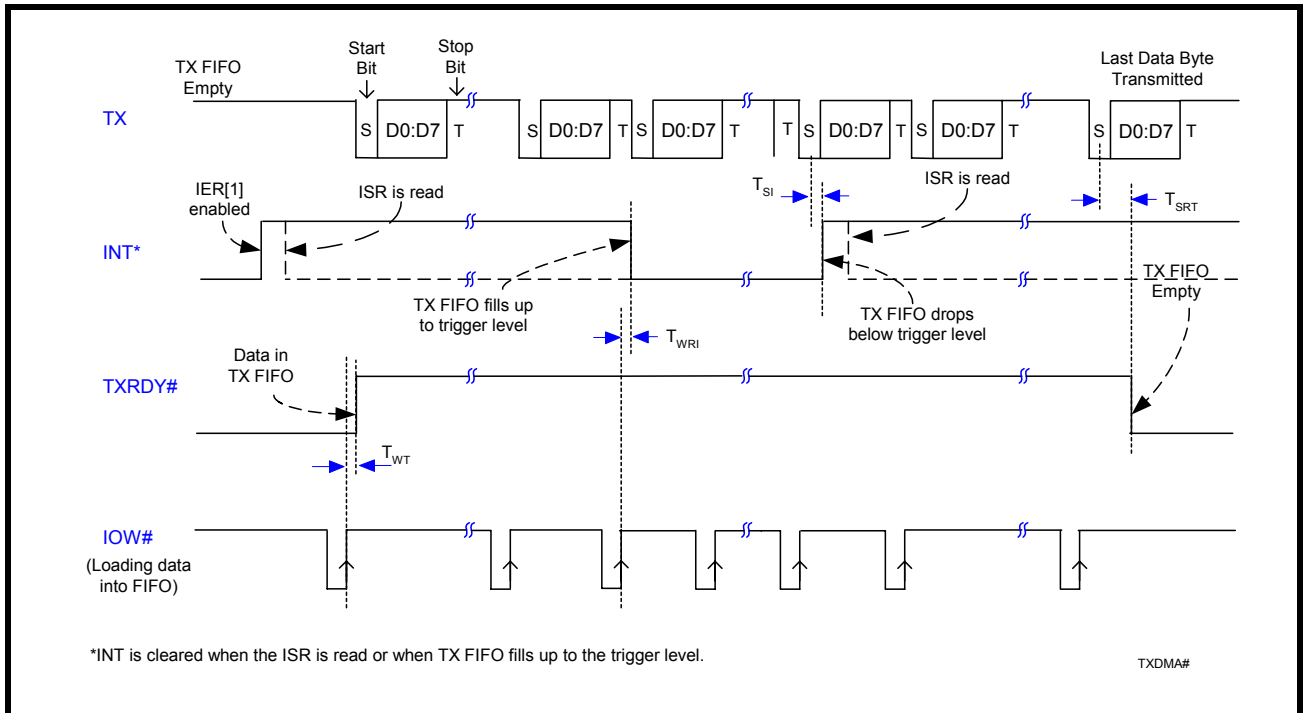 TX FIFO
Empty
Start
Bit
Stop
Bit
Last Data Byte
Transmitted
TX
S D0:D7 T S D0:D7 T S D0:D7 T T S D0:D7 T S D0:D7 T S D0:D7 T
IER[1]
enabled
ISR is read
TSI
ISR is read
TSRT
INT*
TX FIFO fills up
to trigger level
TX FIFO drops
below trigger level
TX FIFO
Empty
TWRI
Data in
TX FIFO
TXRDY#
TWT
IOW#
(Loading data
into FIFO)
*INT is cleared when the ISR is read or when TX FIFO fills up to the trigger level.
TXDMA#